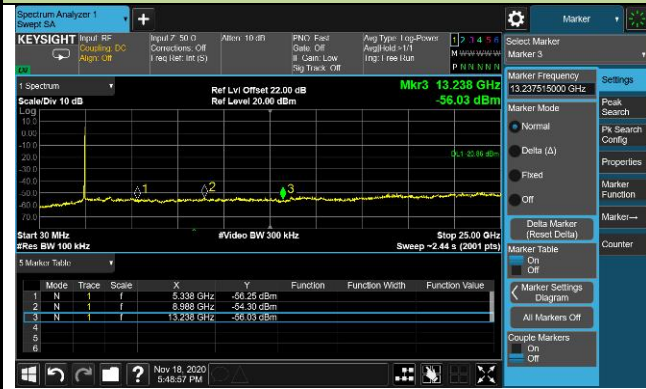 Spectrum Analyzer 1
Swept SA
Marker
KEYSIGHT
Input: RF
Coupling: DC
Align: Off
Input Z: 50 Ω
Corrections: Off
Freq Ref: Int (S)
Atten: 10 dB
PNO: Fast
Gate: Off
IF Gain: Low
Sig Track: Off
Avg Type: Log-Power
Avg|Hold >1/1
Trig: Free Run
1 2 3 4 5 6
M W W W W W
P N N N N N
Select Marker
Marker 3
1 Spectrum
Scale/Div 10 dB
Log
Ref Lvl Offset 22.00 dB
Ref Level 20.00 dBm
Mkr3 13.238 GHz
-56.03 dBm
10.0
0.00
-10.0
-20.0
-30.0
-40.0
-50.0
-60.0
-70.0
1
2
3
Start 30 MHz
#Res BW 100 kHz
#Video BW 300 kHz
Stop 25.00 GHz
Sweep ~2.44 s (2001 pts)
5 Marker Table
Mode Trace Scale X Y Function Function Width Function Value
1 N 1 f 5.338 GHz -56.25 dBm
2 N 1 f 8.988 GHz -54.30 dBm
3 N 1 f 13.238 GHz -56.03 dBm
4
5
6
Nov 18, 2020
5:48:57 PM
Marker Frequency
13.237515000 GHz
Marker Mode
Normal
Delta (Δ)
Fixed
Off
Delta Marker
(Reset Delta)
Marker Table
On
Off
Marker Settings
Diagram
All Markers Off
Couple Markers
On
Off
Settings
Peak
Search
Pk Search
Config
Properties
Marker
Function
Marker→
Counter